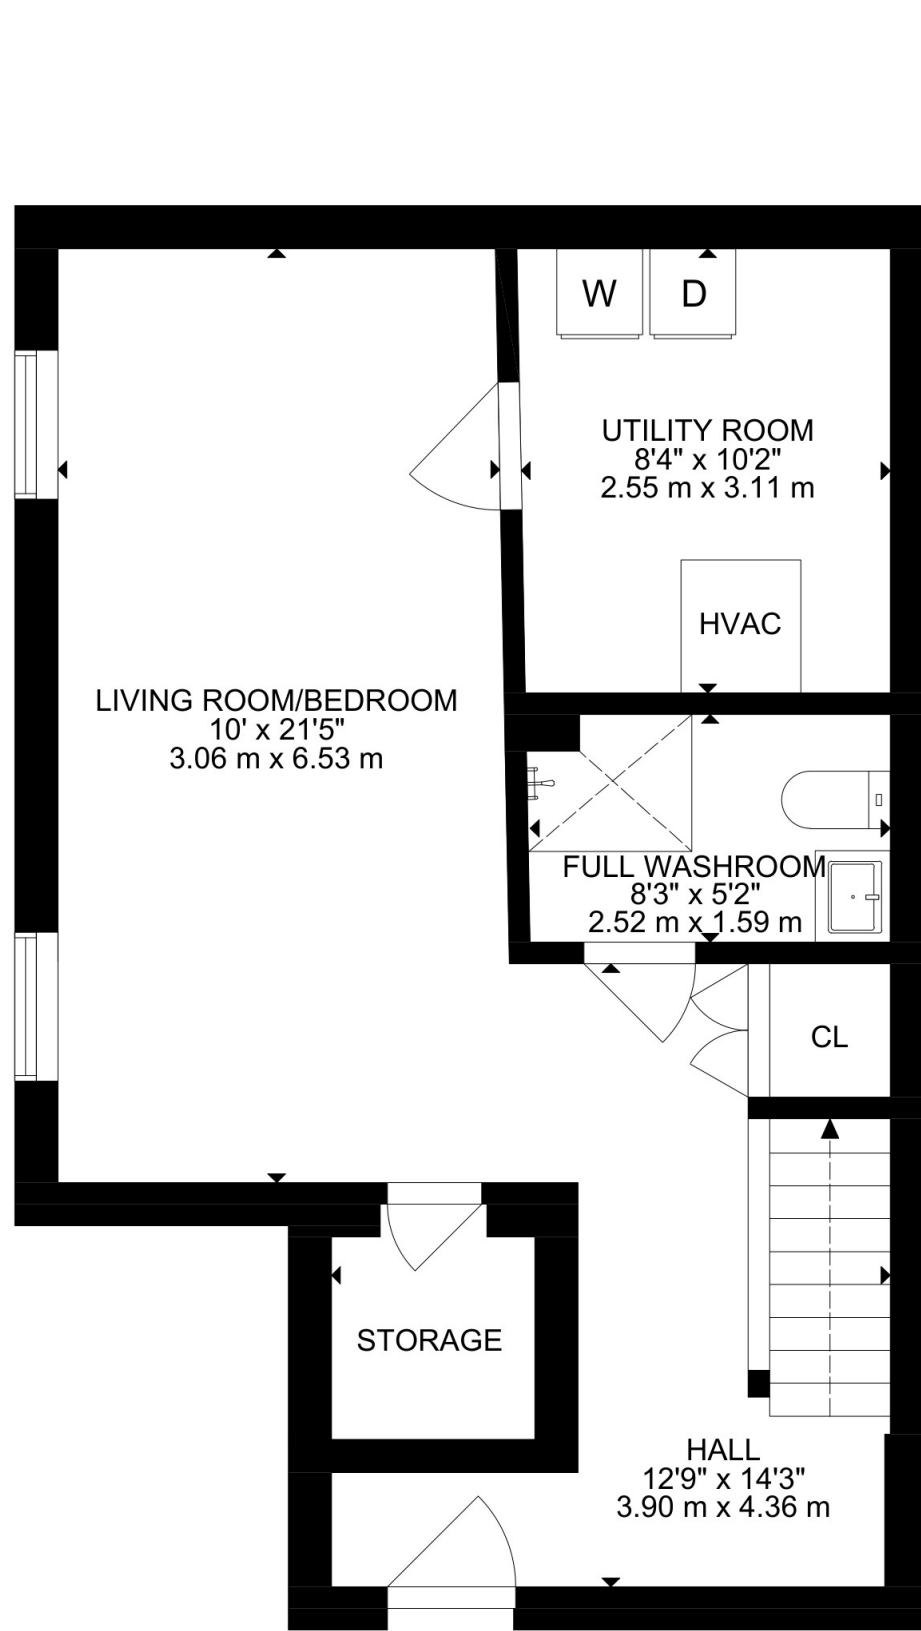 W
D
UTILITY ROOM
8'4" x 10'2"
2.55 m x 3.11 m
HVAC
LIVING ROOM/BEDROOM
10' x 21'5"
3.06 m x 6.53 m
FULL WASHROOM
8'3" x 5'2"
2.52 m x 1.59 m
CL
STORAGE
HALL
12'9" x 14'3"
3.90 m x 4.36 m